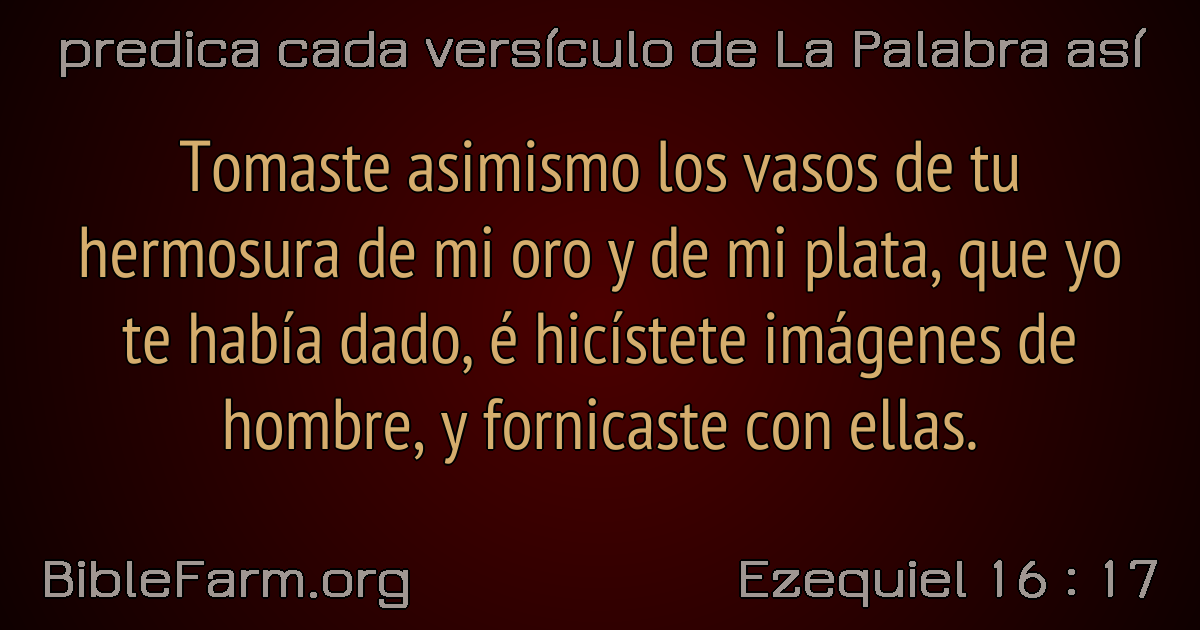 predica cada versículo de La Palabra así
Tomaste asimismo los vasos de tu
hermosura de mi oro y de mi plata, que yo
te había dado, é hicístete imágenes de
hombre, y fornicaste con ellas.
BibleFarm.org
Ezequiel 16 : 17